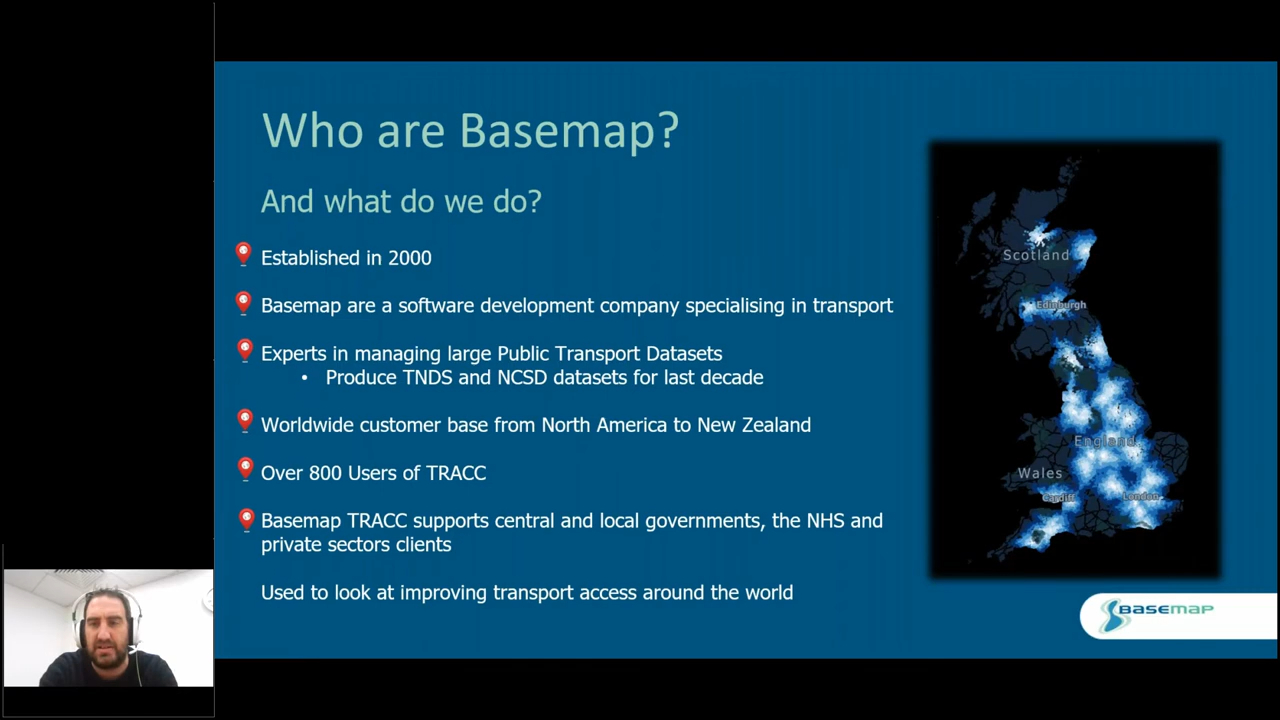 Who are Basemap?
And what do we do?
Established in 2000
Basemap are a software development company specialising in transport
Experts in managing large Public Transport Datasets
• Produce TNDS and NCSD datasets for last decade
Worldwide customer base from North America to New Zealand
Over 800 Users of TRACC
Basemap TRACC supports central and local governments, the NHS and
private sectors clients
Used to look at improving transport access around the world
Scotland
Edinburgh
England
Wales
Cardiff
London
BASEMAP